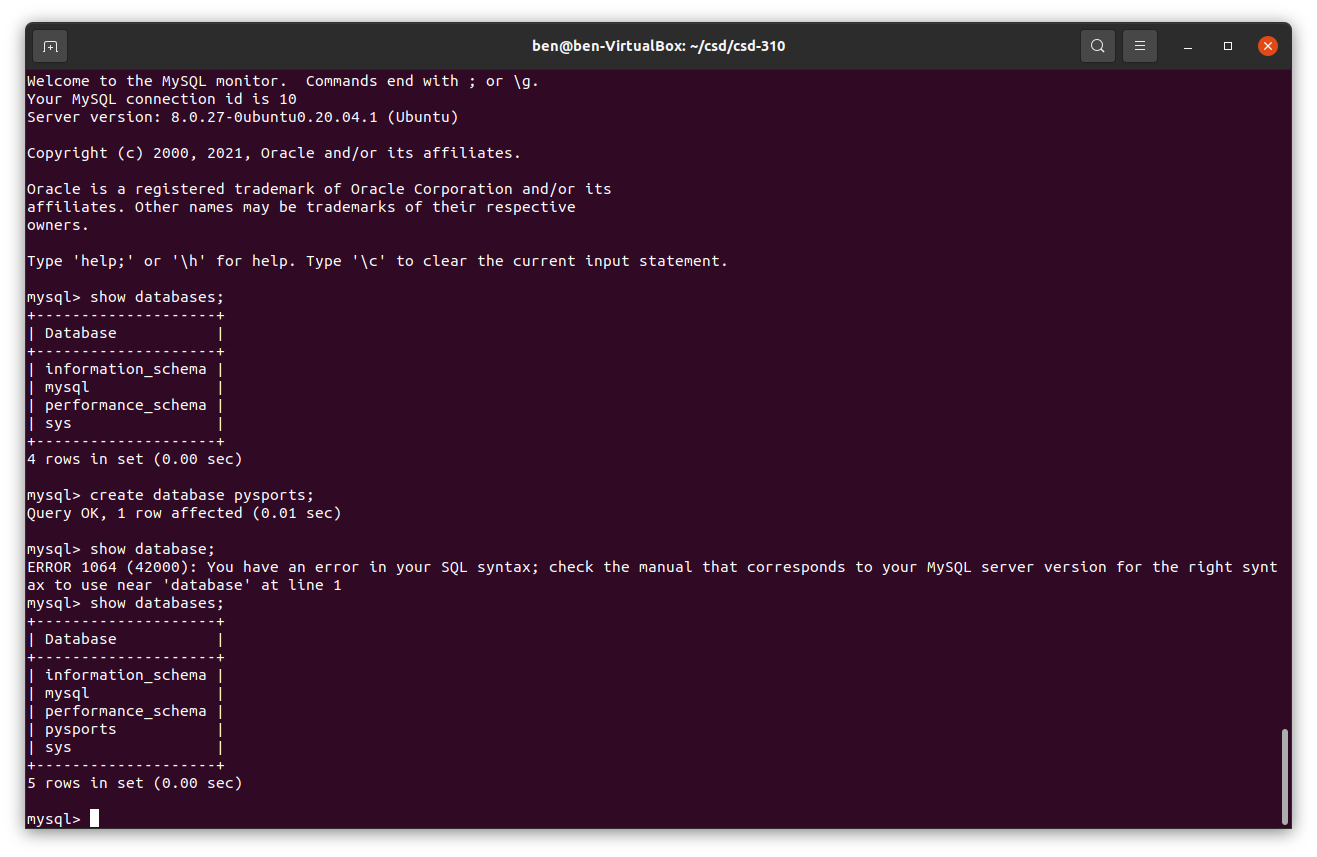 ben@ben-VirtualBox: ~/csd/csd-310
Welcome to the MySQL monitor.  Commands end with ; or \g.
Your MySQL connection id is 10
Server version: 8.0.27-0ubuntu0.20.04.1 (Ubuntu)

Copyright (c) 2000, 2021, Oracle and/or its affiliates.

Oracle is a registered trademark of Oracle Corporation and/or its
affiliates. Other names may be trademarks of their respective
owners.

Type 'help;' or '\h' for help. Type '\c' to clear the current input statement.

mysql> show databases;
+--------------------+
| Database           |
+--------------------+
| information_schema |
| mysql              |
| performance_schema |
| sys                |
+--------------------+
4 rows in set (0.00 sec)

mysql> create database pysports;
Query OK, 1 row affected (0.01 sec)

mysql> show database;
ERROR 1064 (42000): You have an error in your SQL syntax; check the manual that corresponds to your MySQL server version for the right synt
ax to use near 'database' at line 1
mysql> show databases;
+--------------------+
| Database           |
+--------------------+
| information_schema |
| mysql              |
| performance_schema |
| pysports           |
| sys                |
+--------------------+
5 rows in set (0.00 sec)

mysql>